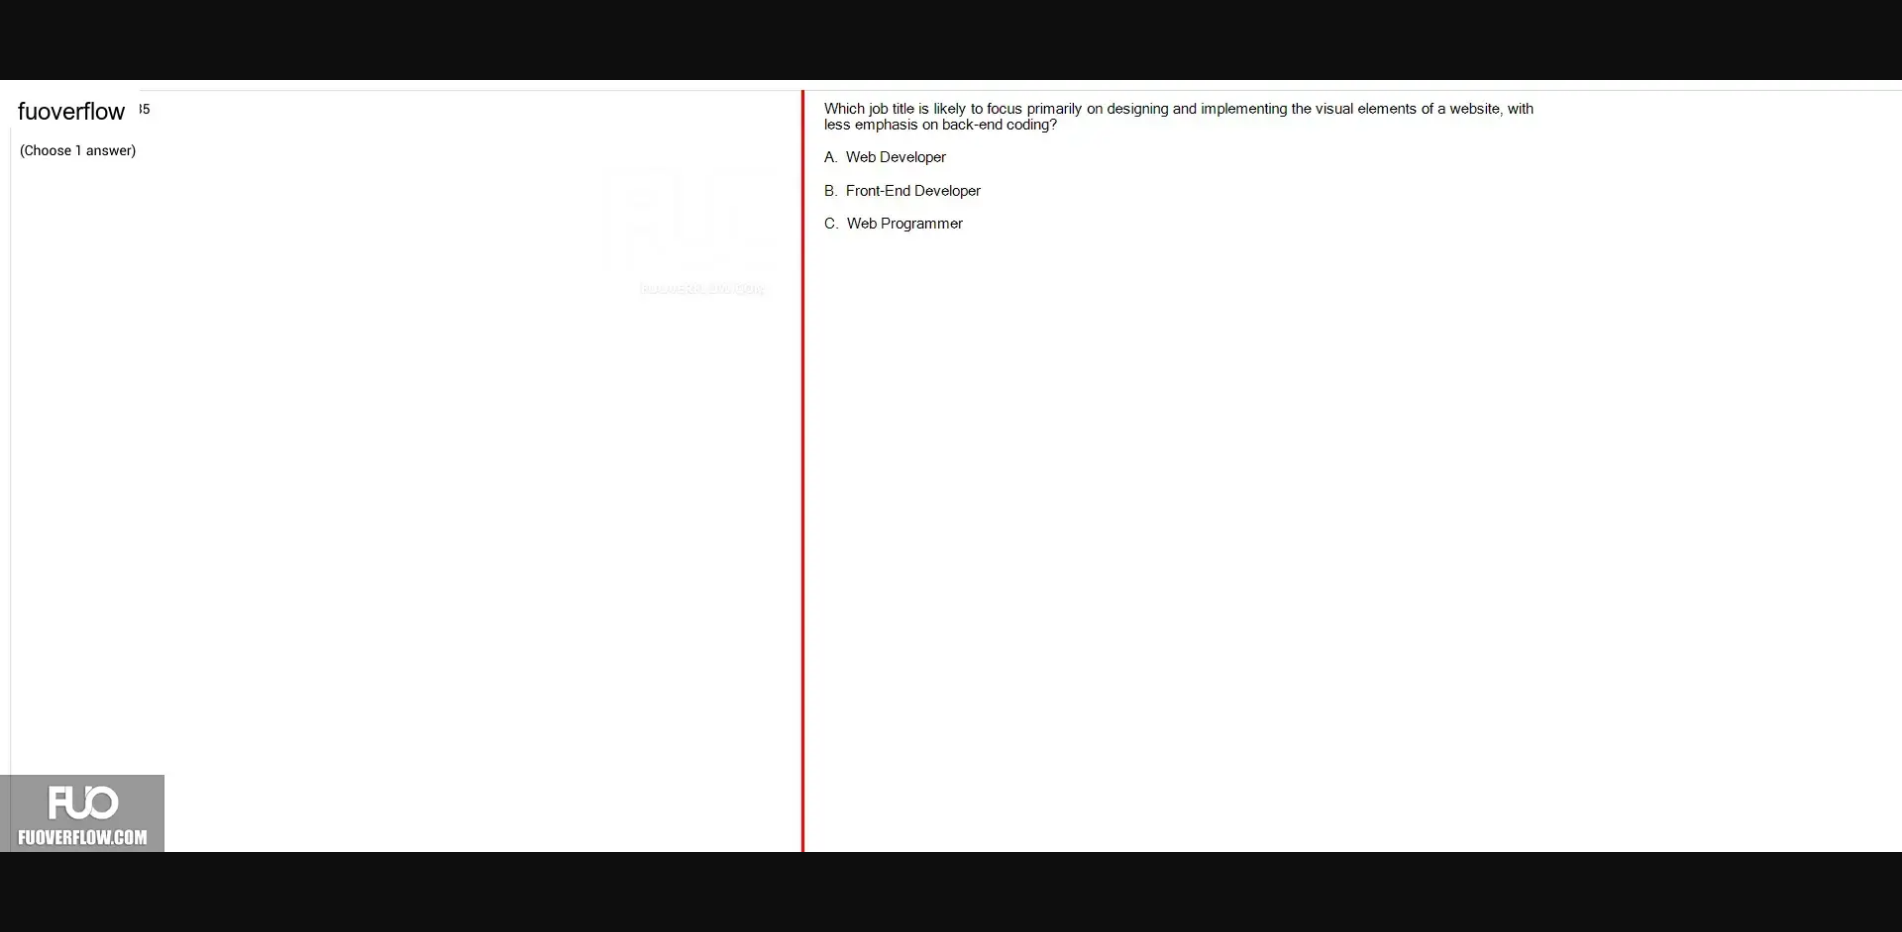 fuoverflow 35
(Choose 1 answer)
Which job title is likely to focus primarily on designing and implementing the visual elements of a website, with
less emphasis on back-end coding?
A. Web Developer
B. Front-End Developer
C. Web Programmer
FUOVERFLOW.COM
FUO
FUOVERFLOW.COM